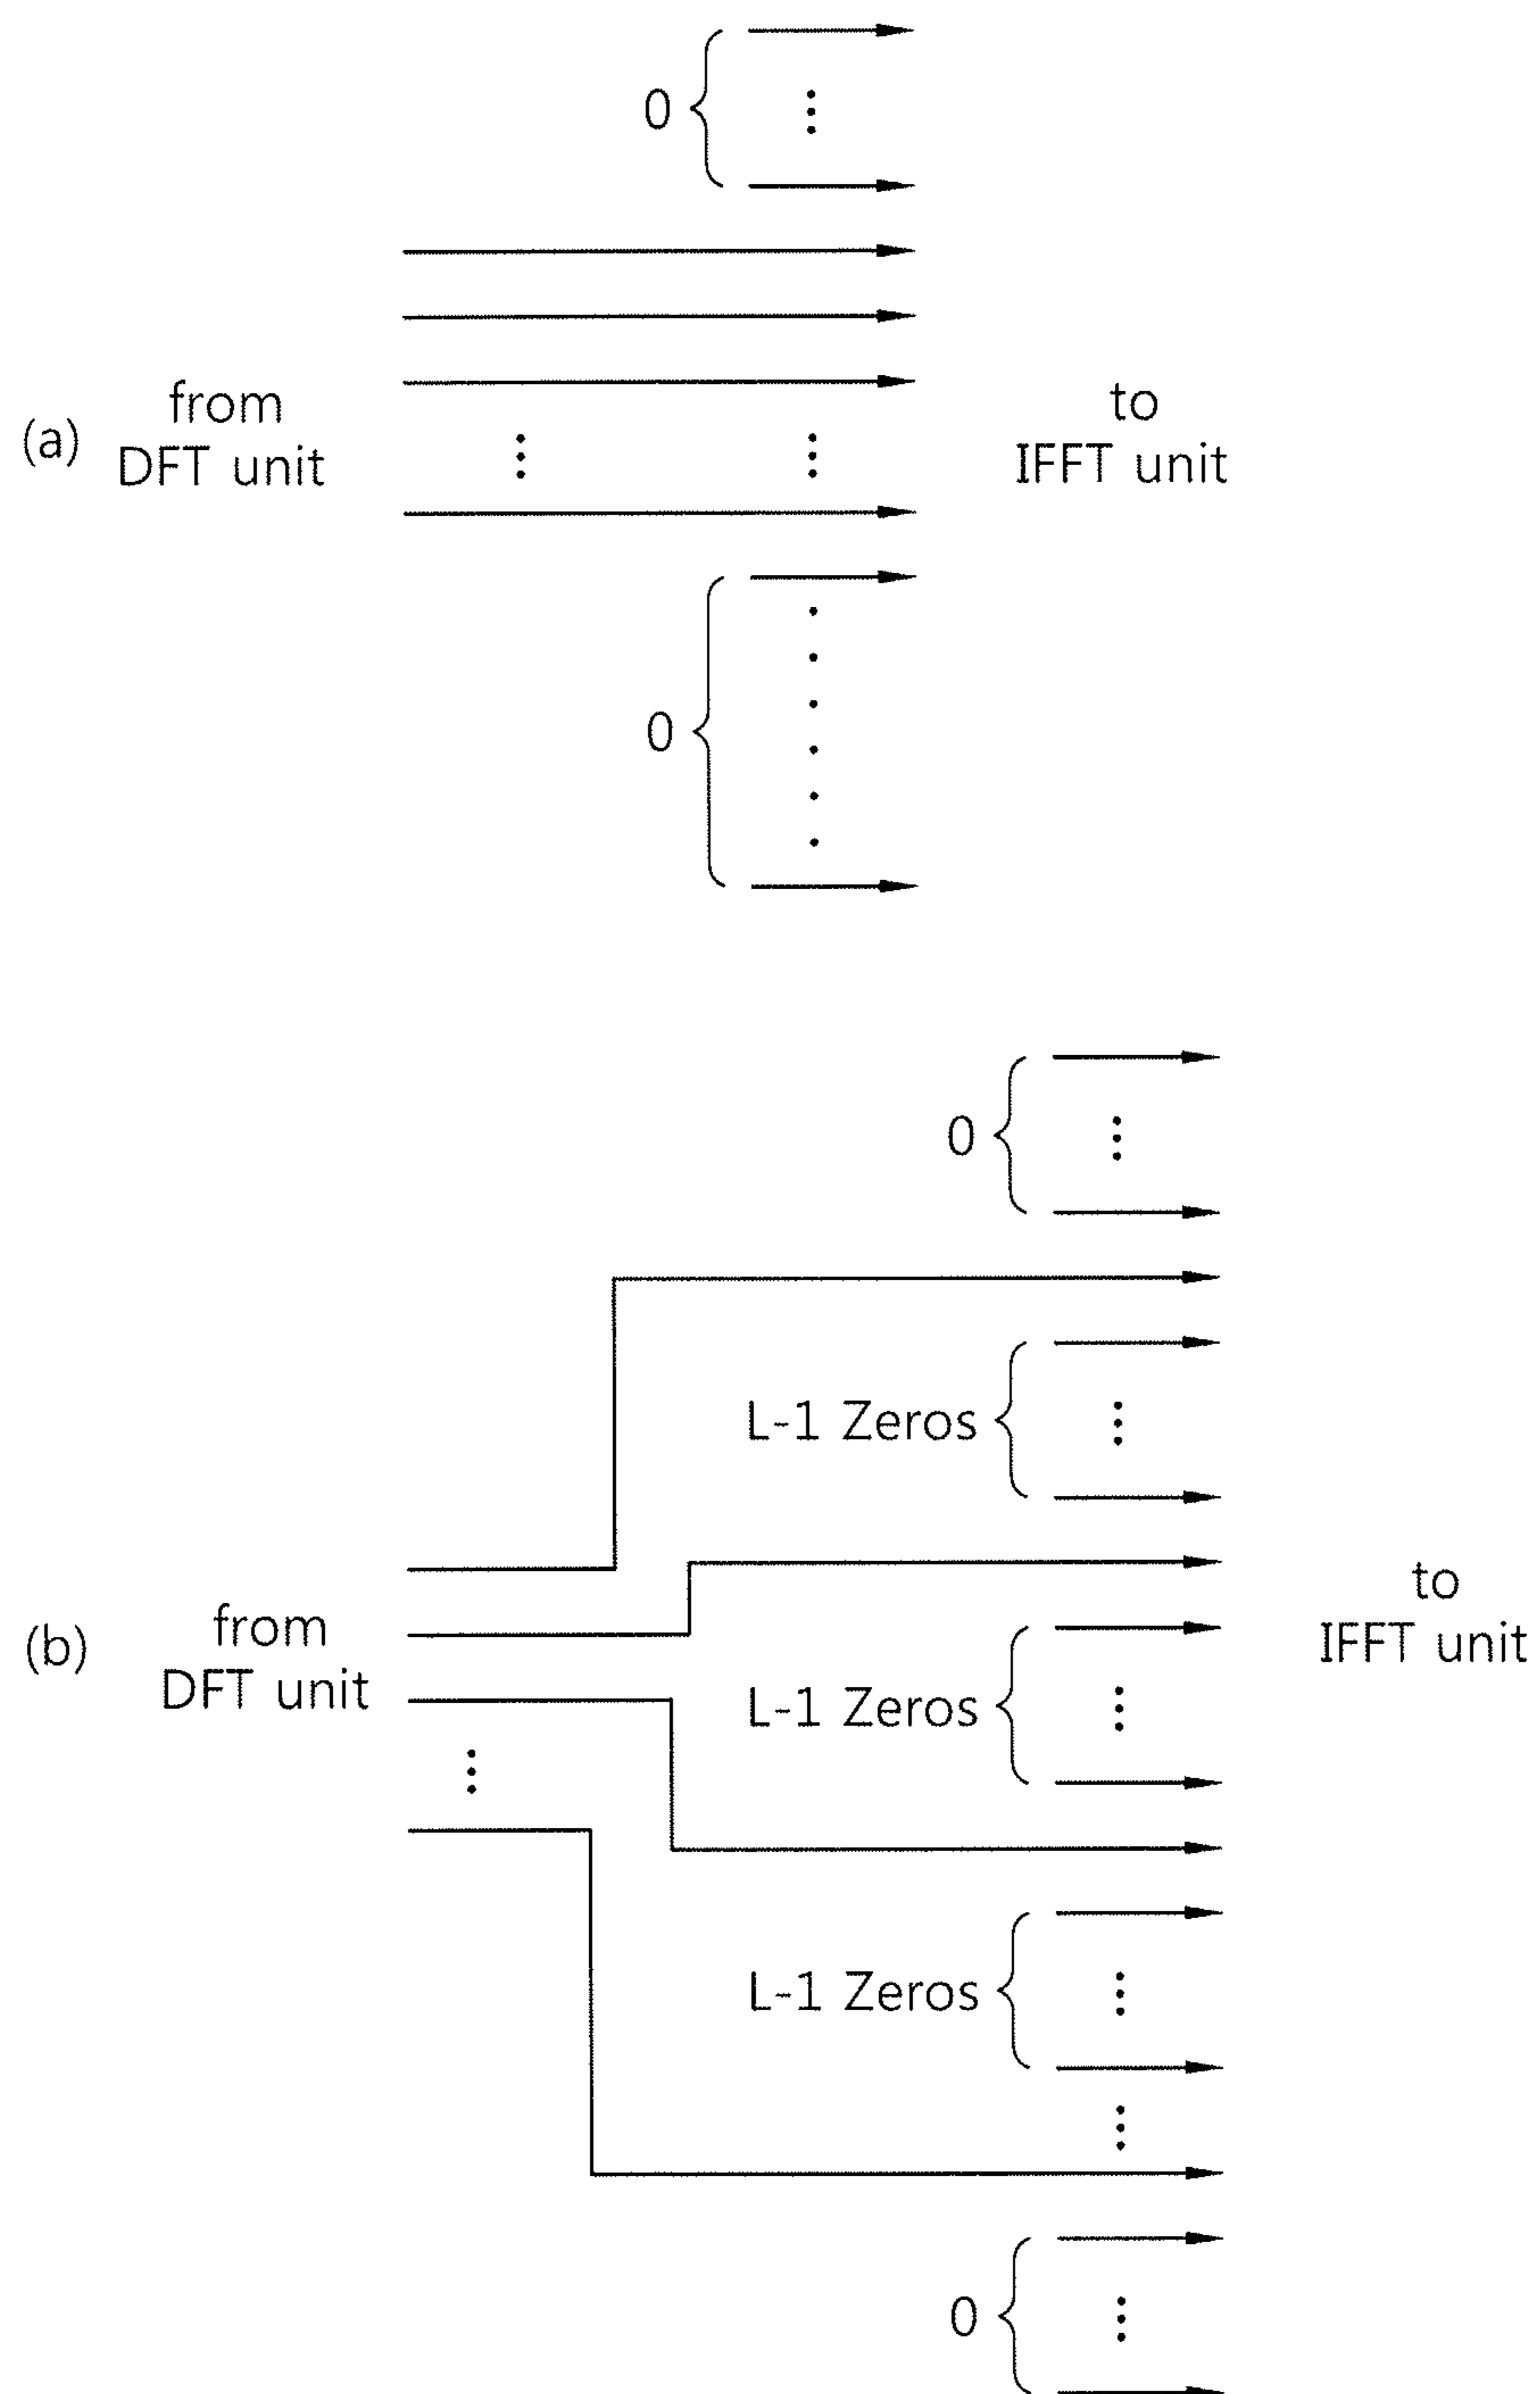 0
(a)
from
DFT unit
to
IFFT unit
0
0
L-1 Zeros
(b)
from
DFT unit
L-1 Zeros
to
IFFT unit
L-1 Zeros
0